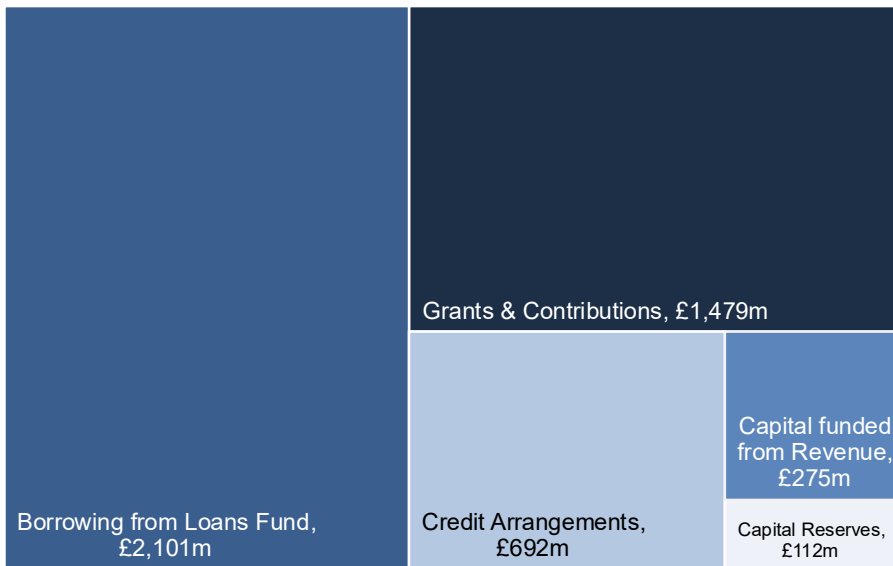 Grants & Contributions, £1,479m
Capital funded
from Revenue,
£275m
Borrowing from Loans Fund,
£2,101m
Credit Arrangements,
£692m
Capital Reserves,
£112m